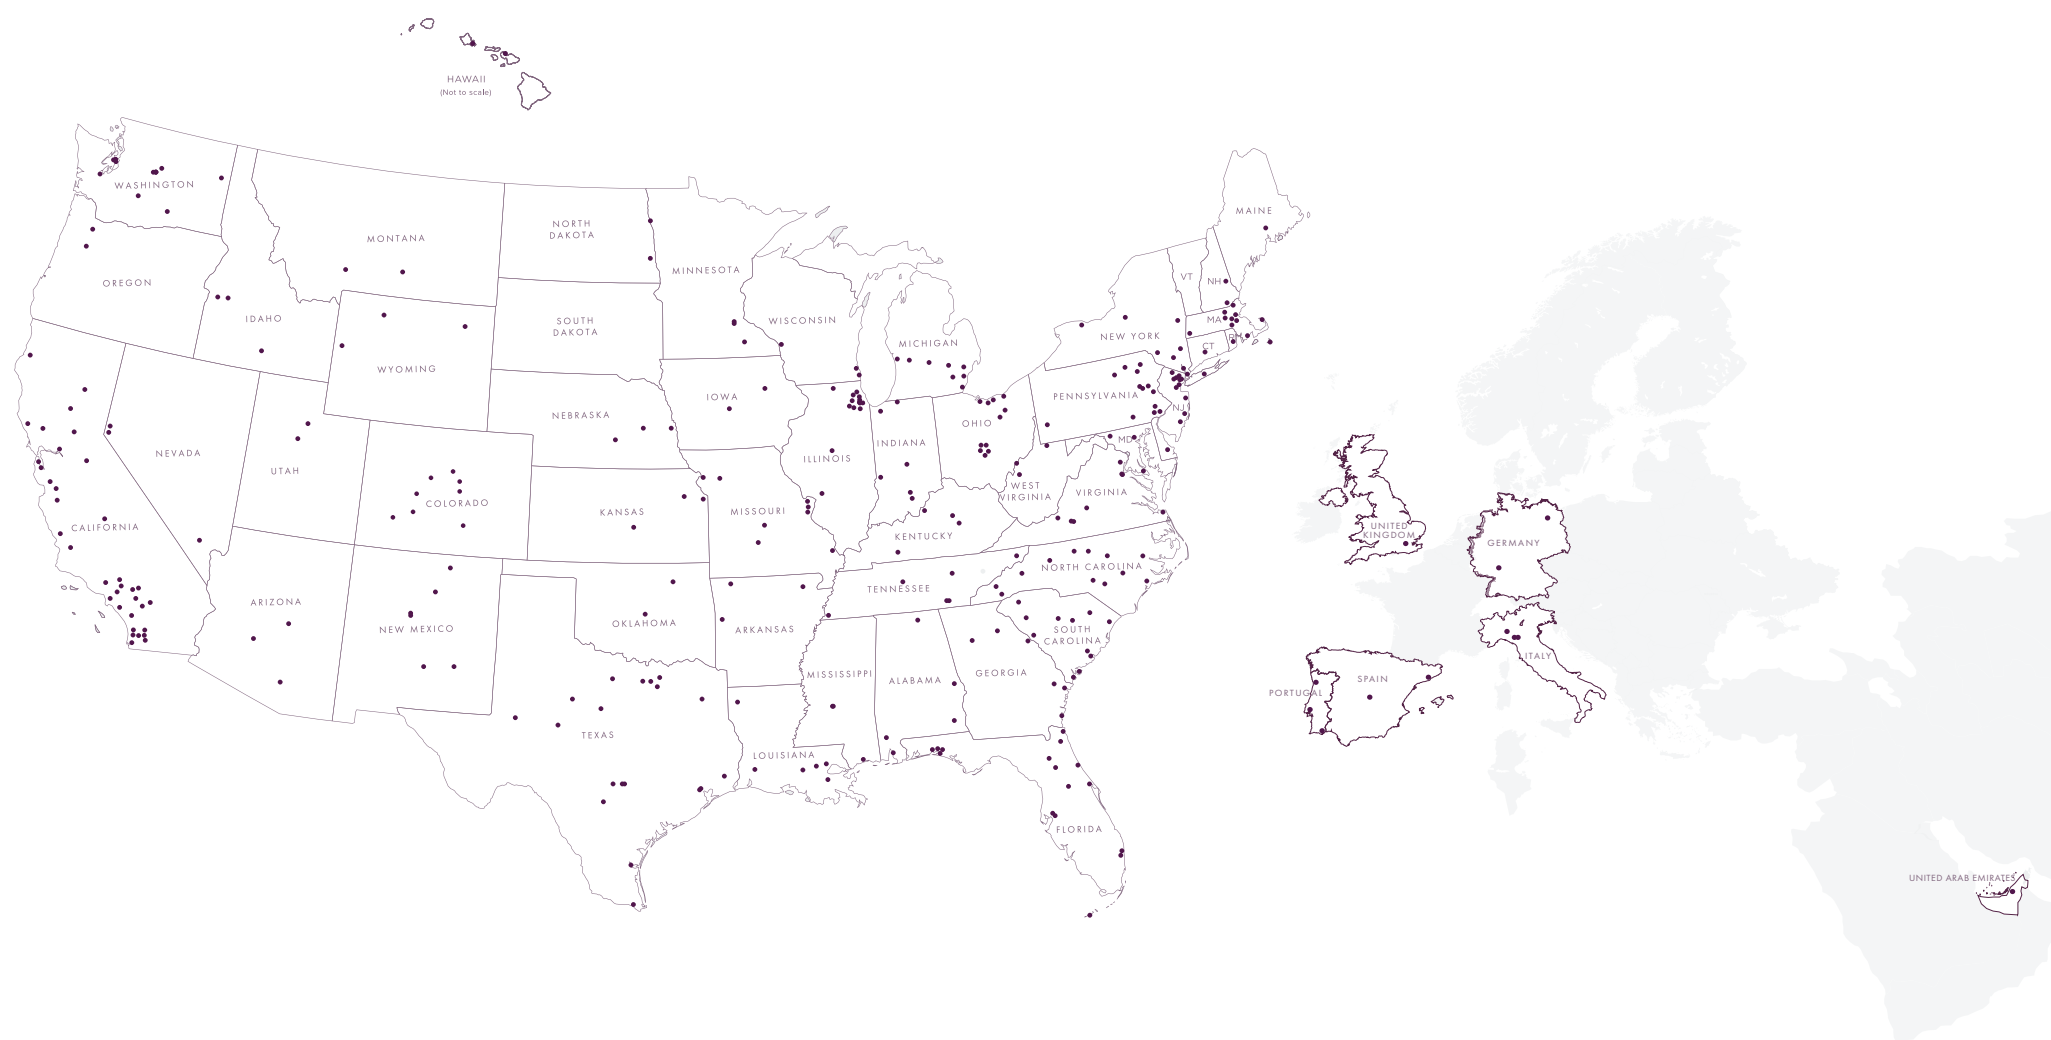 HAWAII
(Not to scale)
WASHINGTON
MONTANA
NORTH
DAKOTA
MINNESOTA
MAINE
OREGON
IDAHO
SOUTH
DAKOTA
WISCONSIN
MICHIGAN
NEW YORK
VT
NH
MA
CT
RI
WYOMING
IOWA
NEBRASKA
PENNSYLVANIA
NJ
OHIO
MD
INDIANA
ILLINOIS
NEVADA
UTAH
COLORADO
KANSAS
MISSOURI
WEST
VIRGINIA
VIRGINIA
KENTUCKY
CALIFORNIA
ARIZONA
NEW MEXICO
OKLAHOMA
ARKANSAS
TENNESSEE
NORTH CAROLINA
SOUTH
CAROLINA
MISSISSIPPI
ALABAMA
GEORGIA
TEXAS
LOUISIANA
FLORIDA
UNITED
KINGDOM
GERMANY
ITALY
SPAIN
PORTUGAL
UNITED ARAB EMIRATES